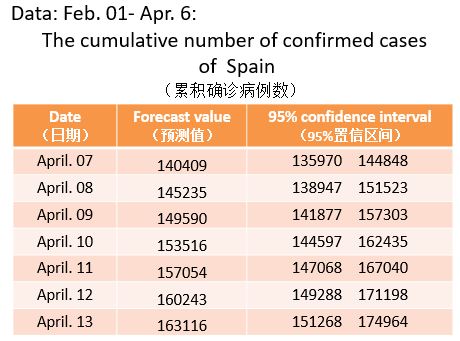 Data: Feb. 01- Apr. 6:
The cumulative number of confirmed cases
of Spain
（累积确诊病例数）
Date Forecast value 95% confidence interval
（日期） （预测值） （95%置信区间）
April. 07 140409 135970 144848
April. 08 145235 138947 151523
April. 09 149590 141877 157303
April. 10 153516 144597 162435
April. 11 157054 147068 167040
April. 12 160243 149288 171198
April. 13 163116 151268 174964